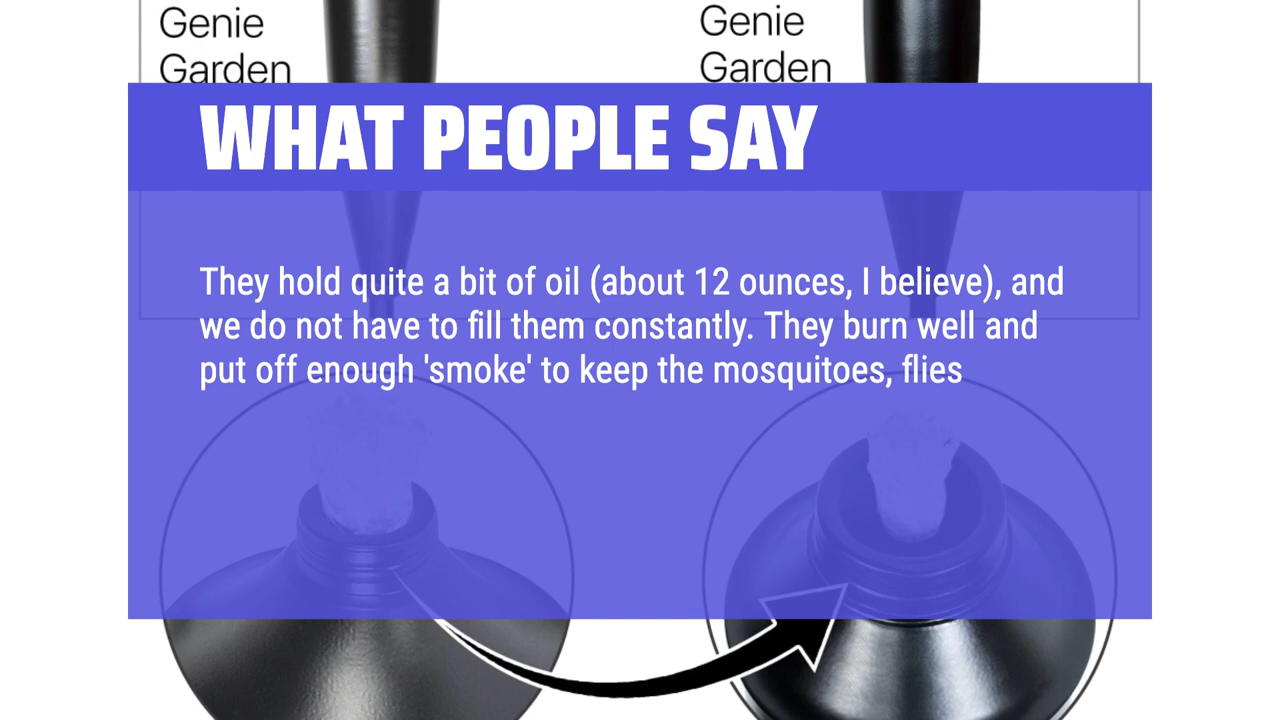 Genie
Garden
Genie
Garden
WHAT PEOPLE SAY
They hold quite a bit of oil (about 12 ounces, I believe), and
we do not have to fill them constantly. They burn well and
put off enough 'smoke' to keep the mosquitoes, flies